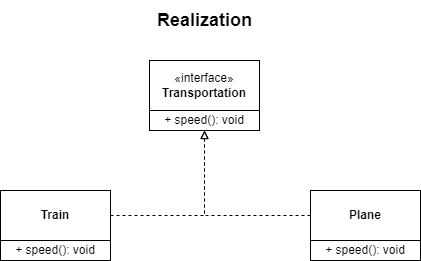 Realization
«interface»
Transportation
+ speed(): void
Train
+ speed(): void
Plane
+ speed(): void